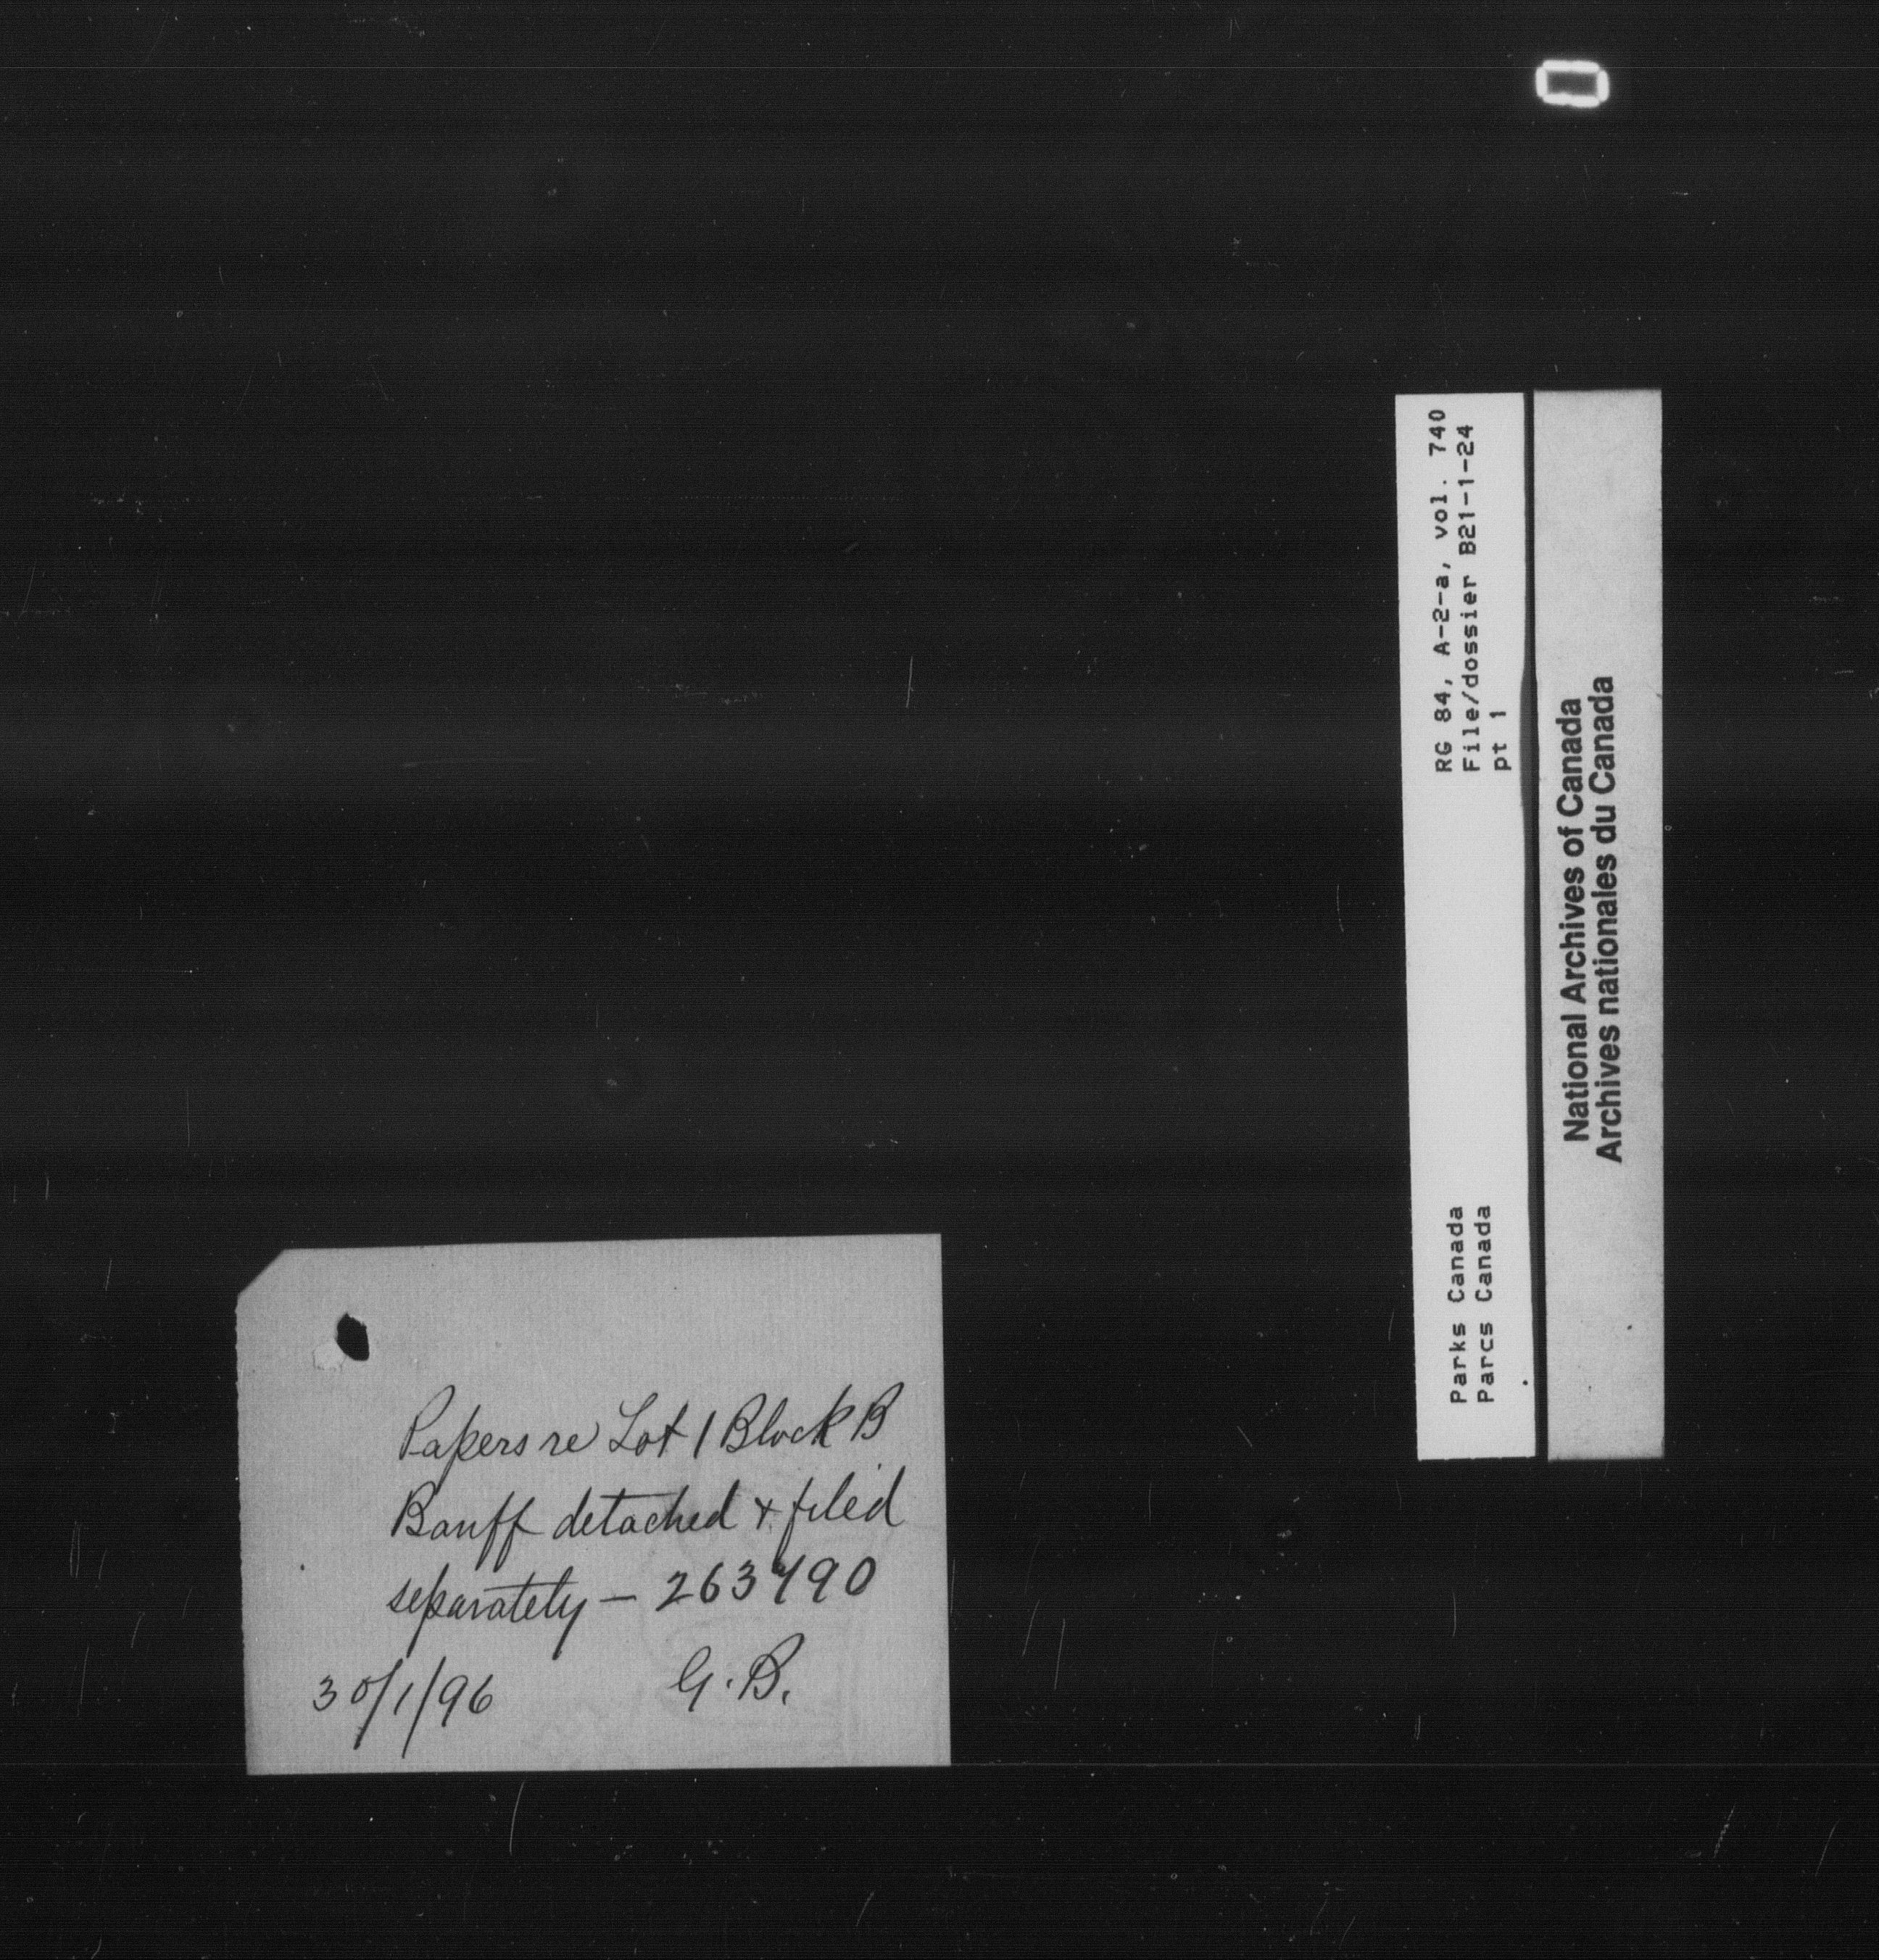 0
RG 84, A-2-a, vol. 740
File/dossier B21-1-24
pt 1
Parks Canada
Parcs Canada
National Archives of Canada
Archives nationales du Canada
Papers re Lot 1 Block B
Banff detached & filed
separately — 263490
30/1/96 G. B.